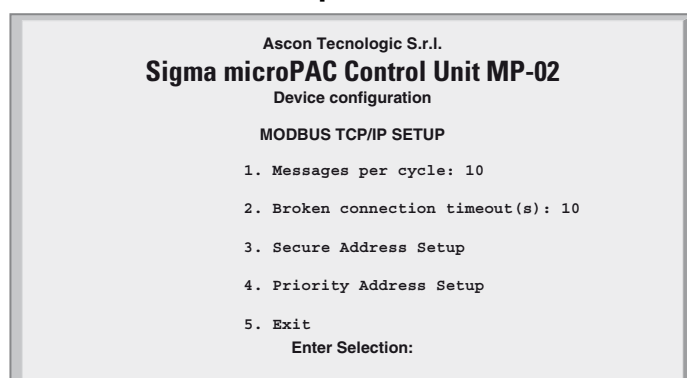 Ascon Tecnologic S.r.l.
Sigma microPAC Control Unit MP-02
Device configuration
MODBUS TCP/IP SETUP
1. Messages per cycle: 10
2. Broken connection timeout(s): 10
3. Secure Address Setup
4. Priority Address Setup
5. Exit
Enter Selection: